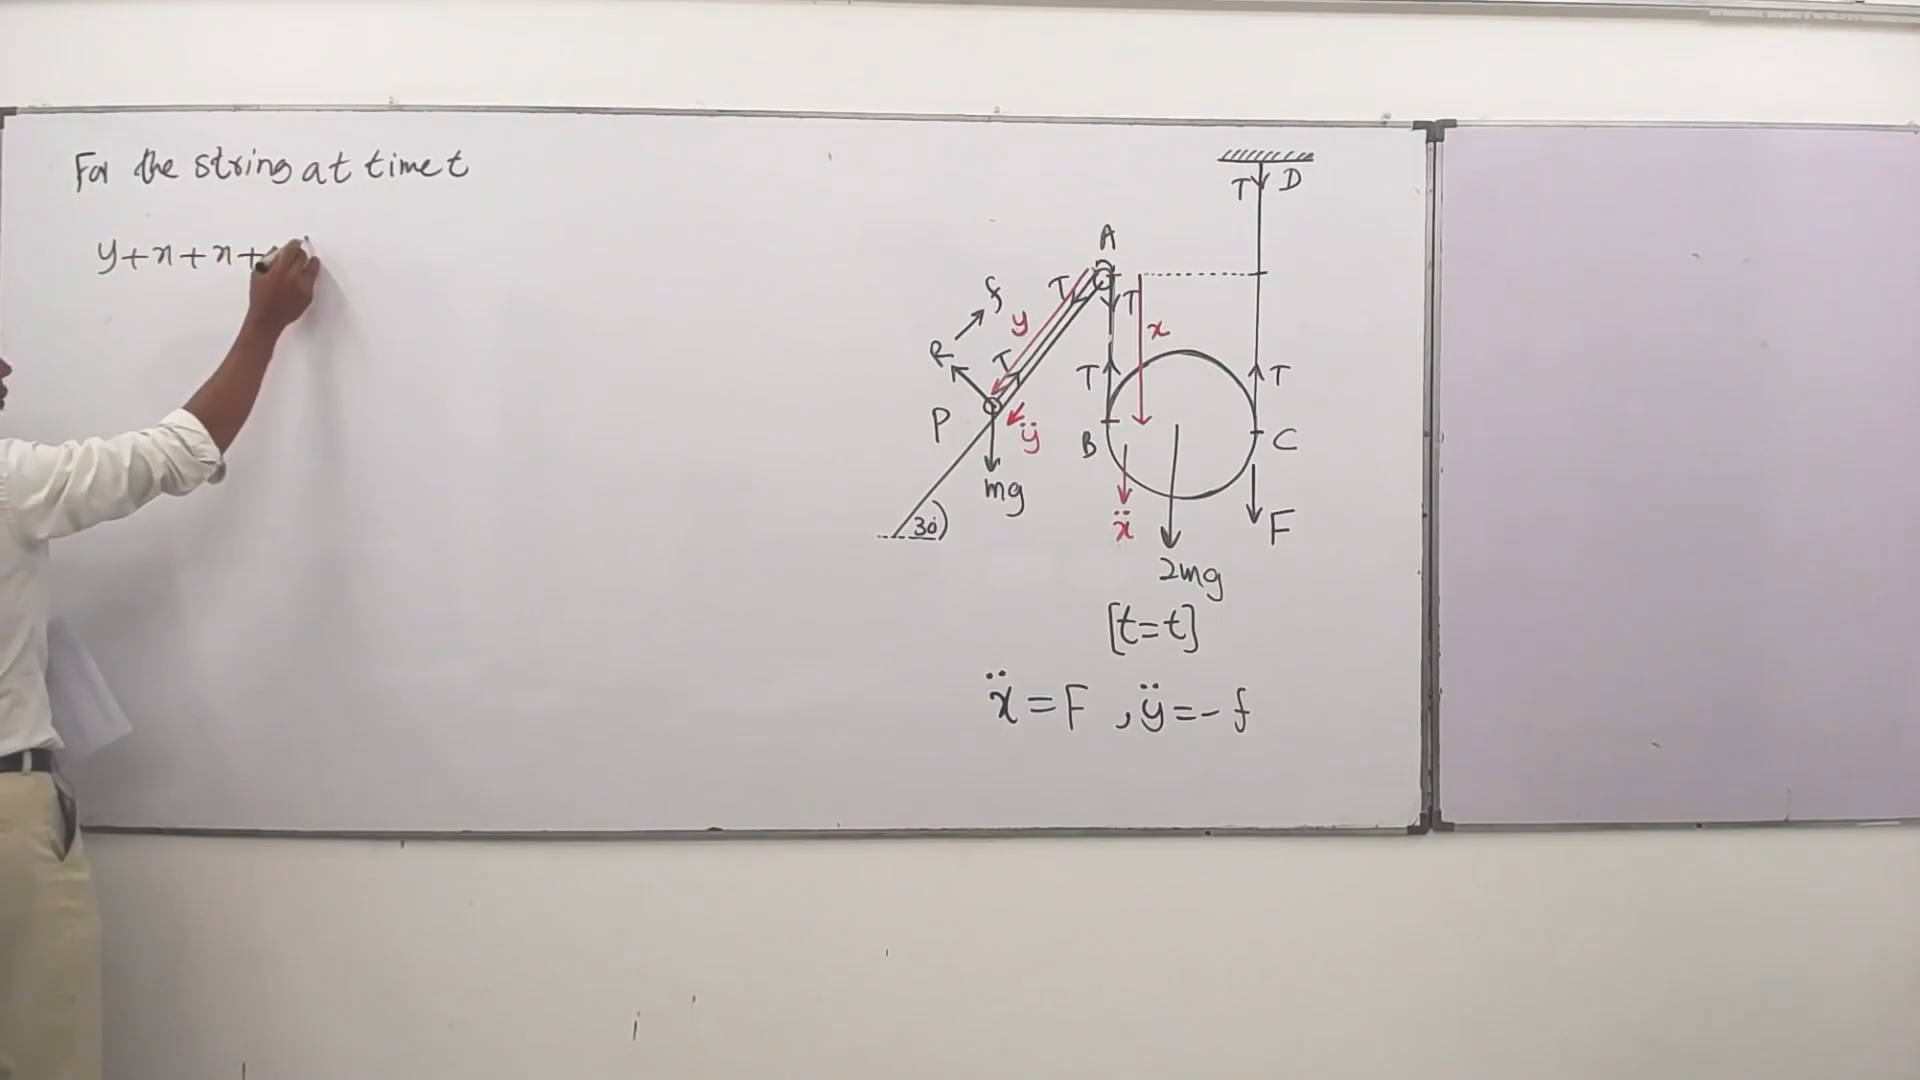 For the string at time t
y+x+x+
T D
A
f
T
T
y
x
R
T
T
T
P
ÿ
B
C
mg
30°
ẍ
F
2mg
[t=t]
ẍ=F , ÿ=-f